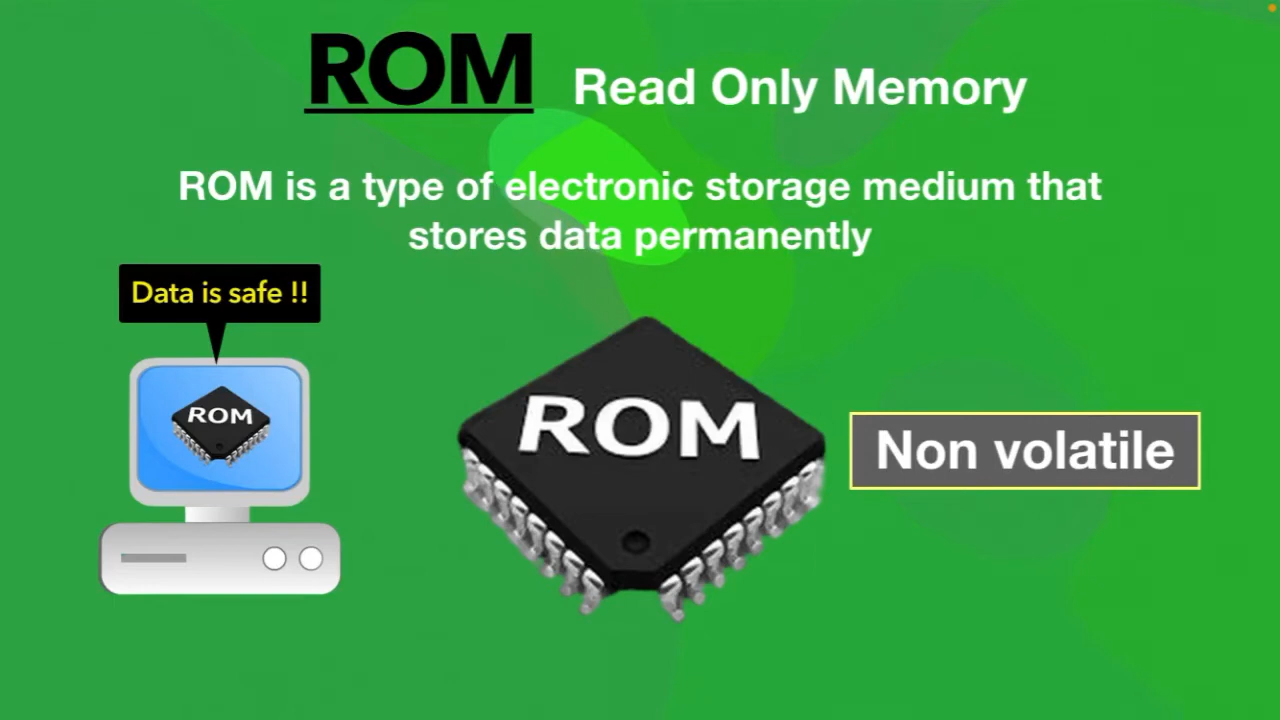 ROM Read Only Memory
ROM is a type of electronic storage medium that
stores data permanently
Data is safe !!
ROM
ROM
Non volatile